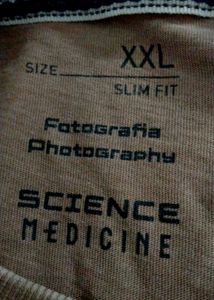 XXL
SIZE
SLIM FIT
Fotografia
Photography
SCIENCE
MEDICINE